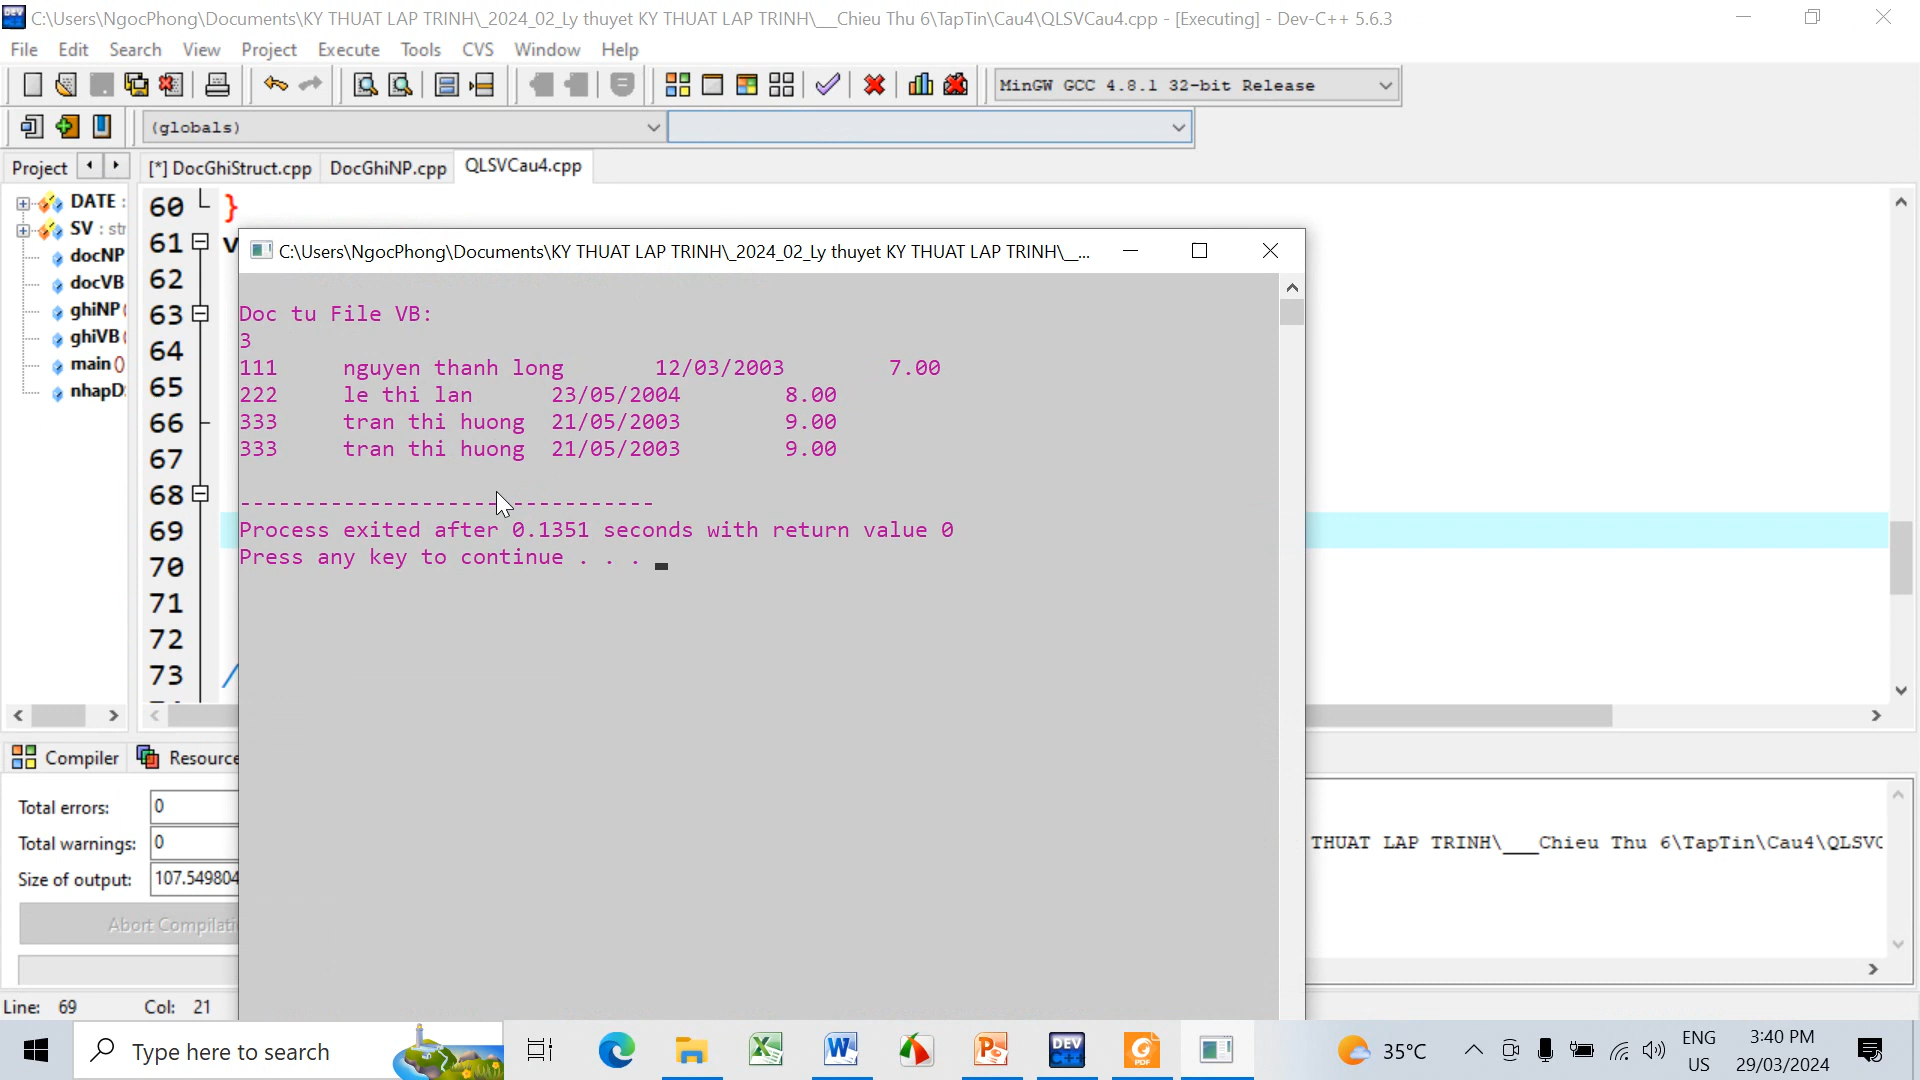 C:\Users\NgocPhong\Documents\KY THUAT LAP TRINH\_2024_02_Ly thuyet KY THUAT LAP TRINH\___Chieu Thu 6\TapTin\Cau4\QLSVCau4.cpp - [Executing] - Dev-C++ 5.6.3
File Edit Search View Project Execute Tools CVS Window Help
MinGW GCC 4.8.1 32-bit Release
(globals)
Project [*] DocGhiStruct.cpp DocGhiNP.cpp QLSVCau4.cpp
DATE :
SV : str
docNP
docVB
ghiNP(
ghiVB(
main()
nhapD
60 }
61 v
62
63
64
65
66
67
68
69
70
71
72
73 /
C:\Users\NgocPhong\Documents\KY THUAT LAP TRINH\_2024_02_Ly thuyet KY THUAT LAP TRINH\__...
Doc tu File VB:
3
111 nguyen thanh long 12/03/2003 7.00
222 le thi lan 23/05/2004 8.00
333 tran thi huong 21/05/2003 9.00
333 tran thi huong 21/05/2003 9.00
--------------------------------
Process exited after 0.1351 seconds with return value 0
Press any key to continue . . .
Compiler Resource
Total errors: 0
Total warnings: 0
Size of output: 107.549804
Abort Compilati
THUAT LAP TRINH\___Chieu Thu 6\TapTin\Cau4\QLSVC
Line: 69 Col: 21
Type here to search
DEV C++
PDF
35°C
ENG
US
3:40 PM
29/03/2024